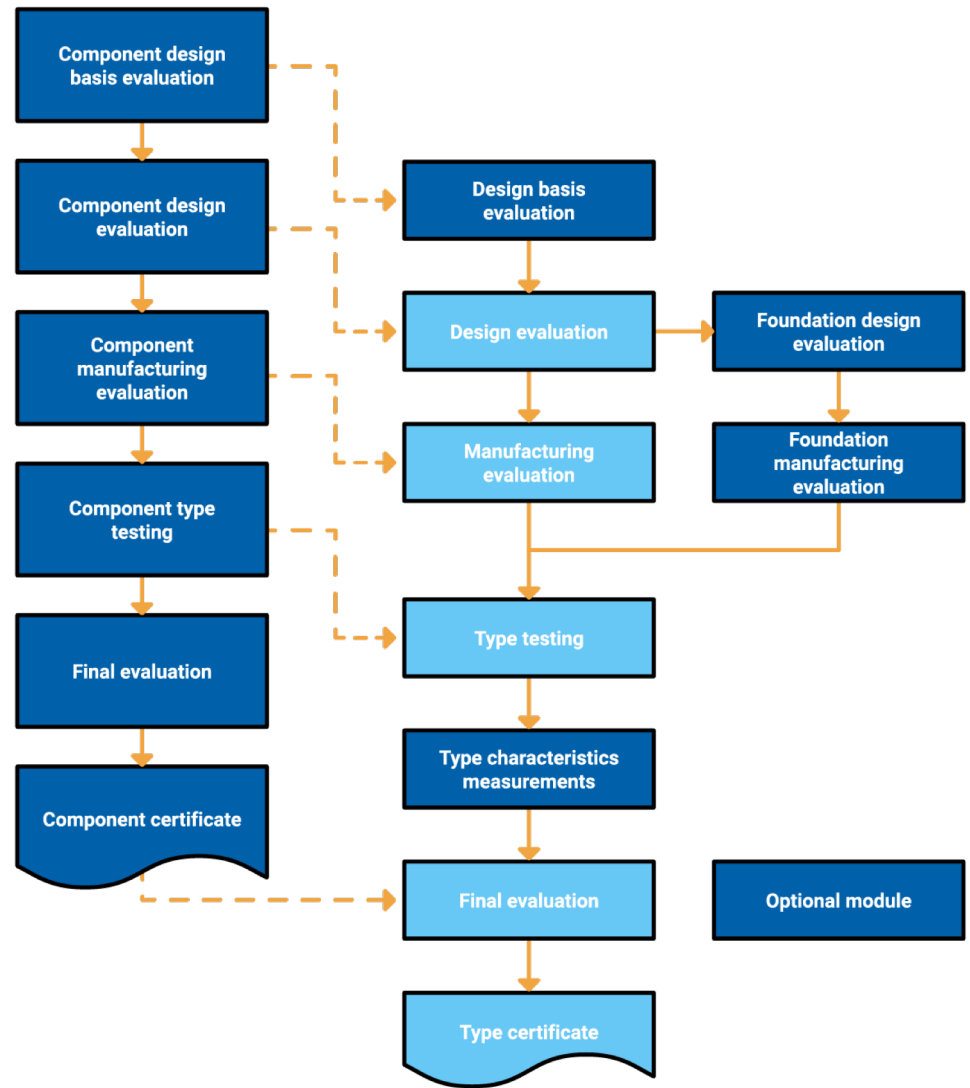 Component design
basis evaluation
Component design
evaluation
Component
manufacturing
evaluation
Component type
testing
Final evaluation
Component certificate
Design basis
evaluation
Design evaluation
Manufacturing
evaluation
Type testing
Type characteristics
measurements
Final evaluation
Type certificate
Foundation design
evaluation
Foundation
manufacturing
evaluation
Optional module